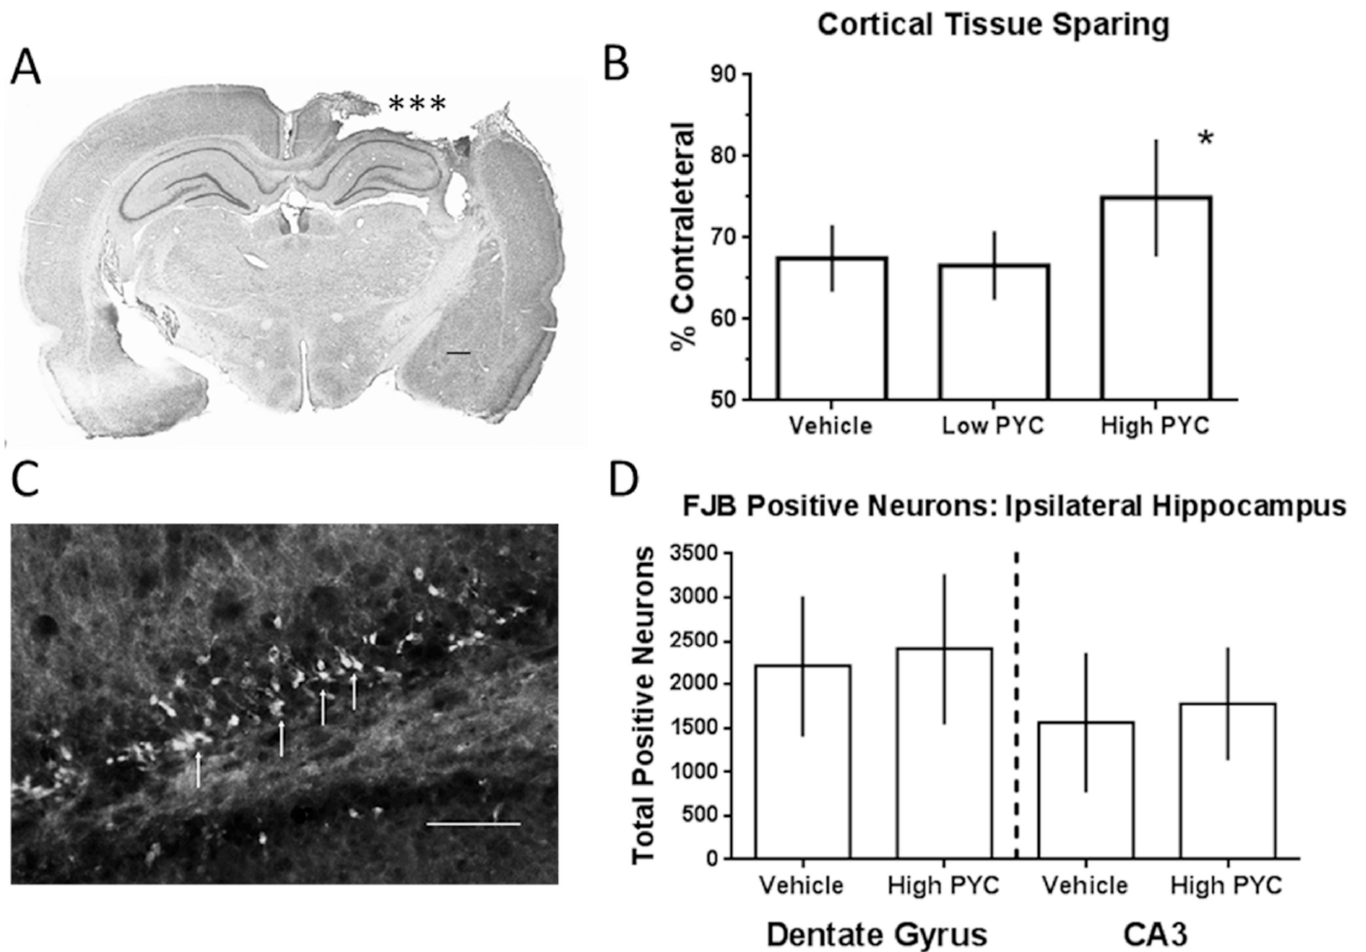 A
***
B
Cortical Tissue Sparing
% Contraleteral
90
80
70
60
50
*
Vehicle Low PYC High PYC
C
D
FJB Positive Neurons: Ipsilateral Hippocampus
Total Positive Neurons
3500
3000
2500
2000
1500
1000
500
0
Vehicle High PYC Vehicle High PYC
Dentate Gyrus CA3